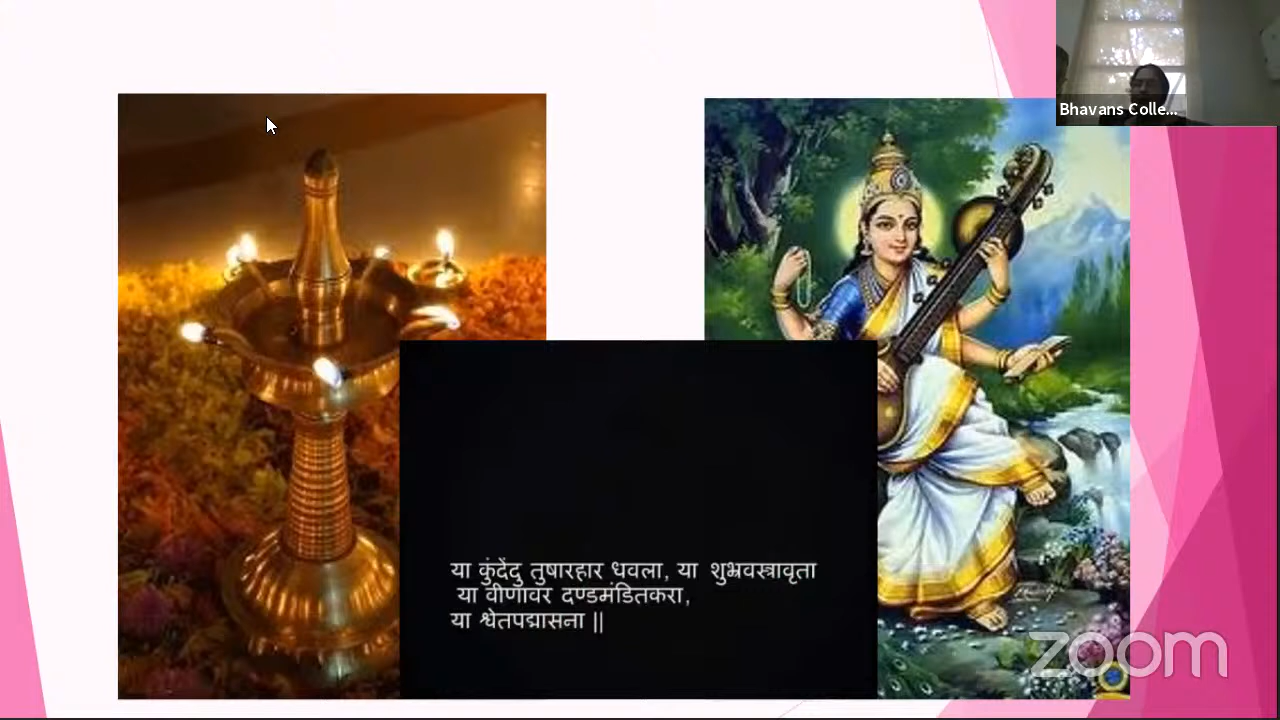 Bhavans Colle...
या कुंदेंदु तुषारहार धवला, या शुभ्रवस्त्रावृता
या वीणावर दण्डमंडितकरा,
या श्वेतपद्मासना ||
zoom